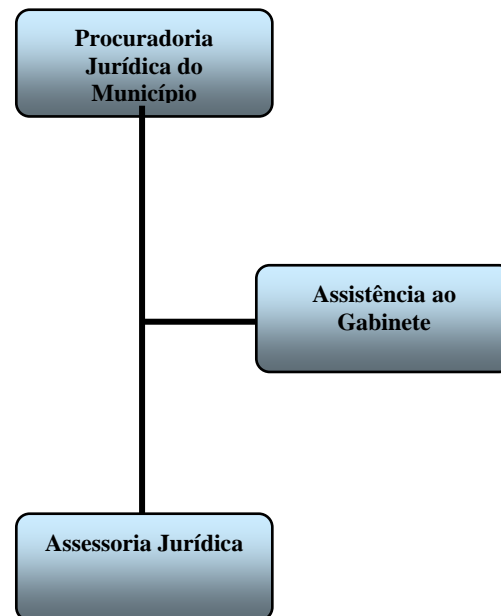 Procuradoria
Jurídica do
Município
Assistência ao
Gabinete
Assessoria Jurídica